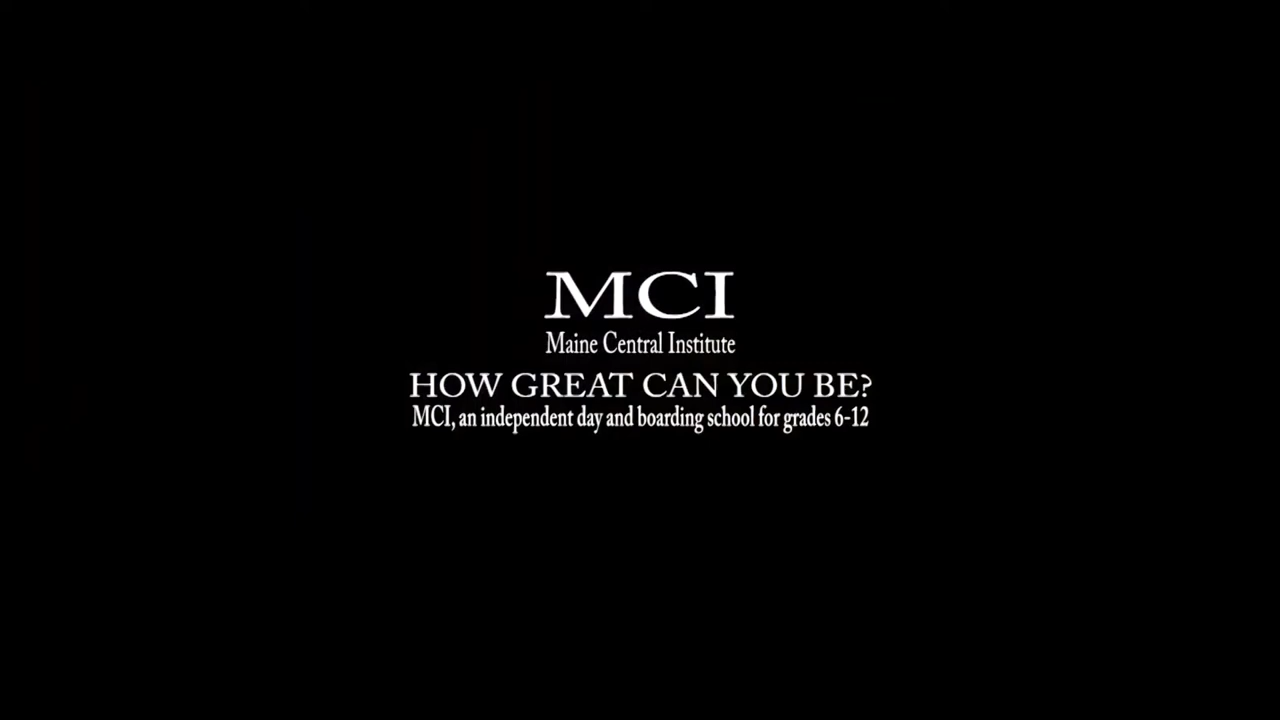 MCI
Maine Central Institute
HOW GREAT CAN YOU BE?
MCI, an independent day and boarding school for grades 6-12